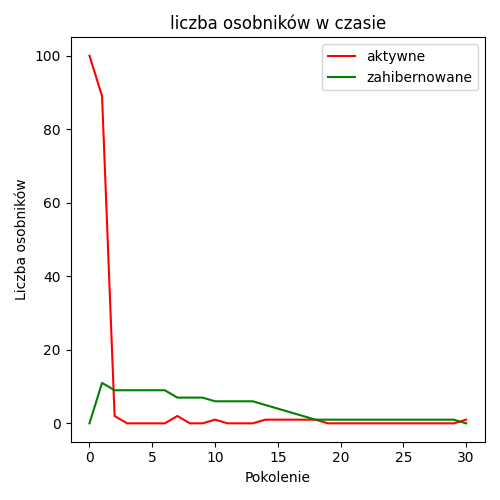 liczba osobników w czasie
aktywne
zahibernowane
Liczba osobników
100
80
60
40
20
0
0 5 10 15 20 25 30
Pokolenie